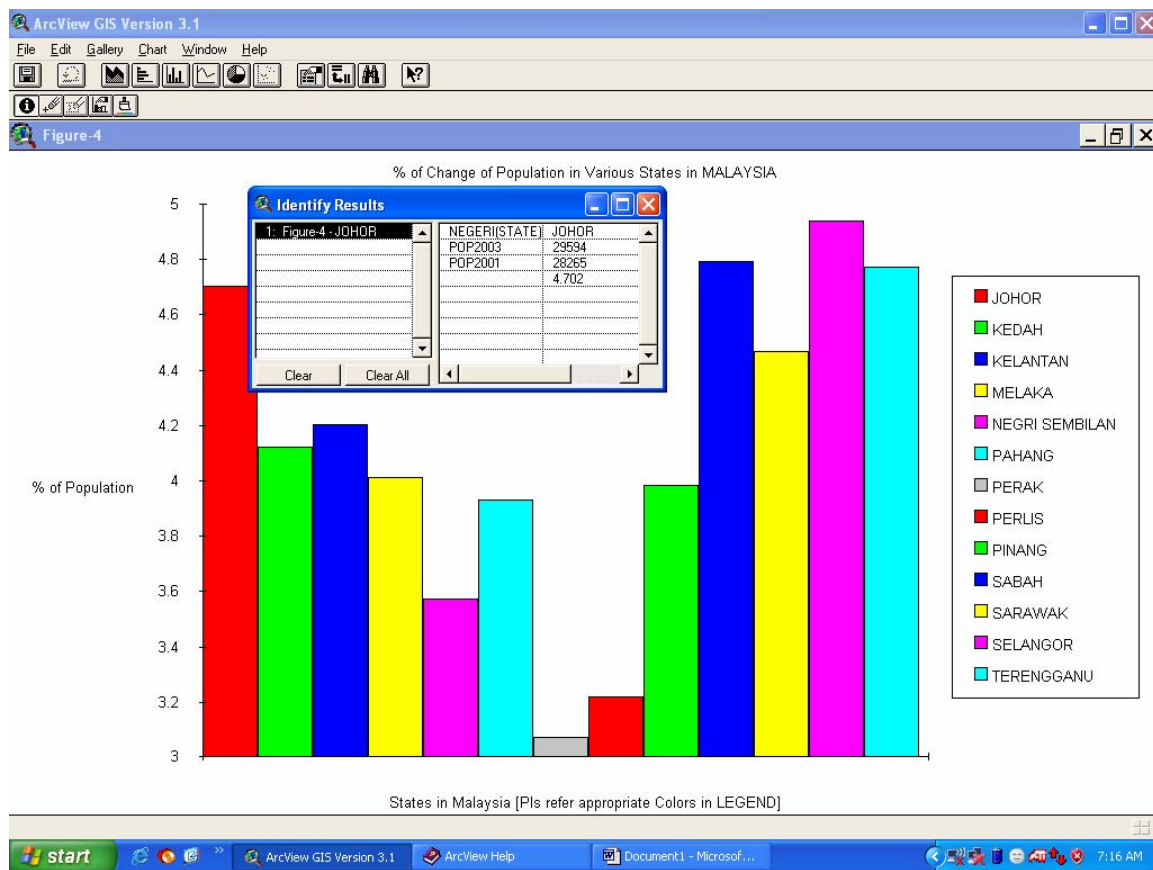 ArcView GIS Version 3.1
File Edit Gallery Chart Window Help
Figure-4
% of Change of Population in Various States in MALAYSIA
Identify Results
1: Figure-4 - JOHOR
NEGERI(STATE) JOHOR
POP2003 29594
POP2001 28265
4.702
Clear Clear All
5
4.8
4.6
4.4
4.2
4
3.8
3.6
3.4
3.2
3
% of Population
JOHOR
KEDAH
KELANTAN
MELAKA
NEGRI SEMBILAN
PAHANG
PERAK
PERLIS
PINANG
SABAH
SARAWAK
SELANGOR
TERENGGANU
States in Malaysia [Pls refer appropriate Colors in LEGEND]
start ArcView GIS Version 3.1 ArcView Help Document1 - Microsof... 7:16 AM